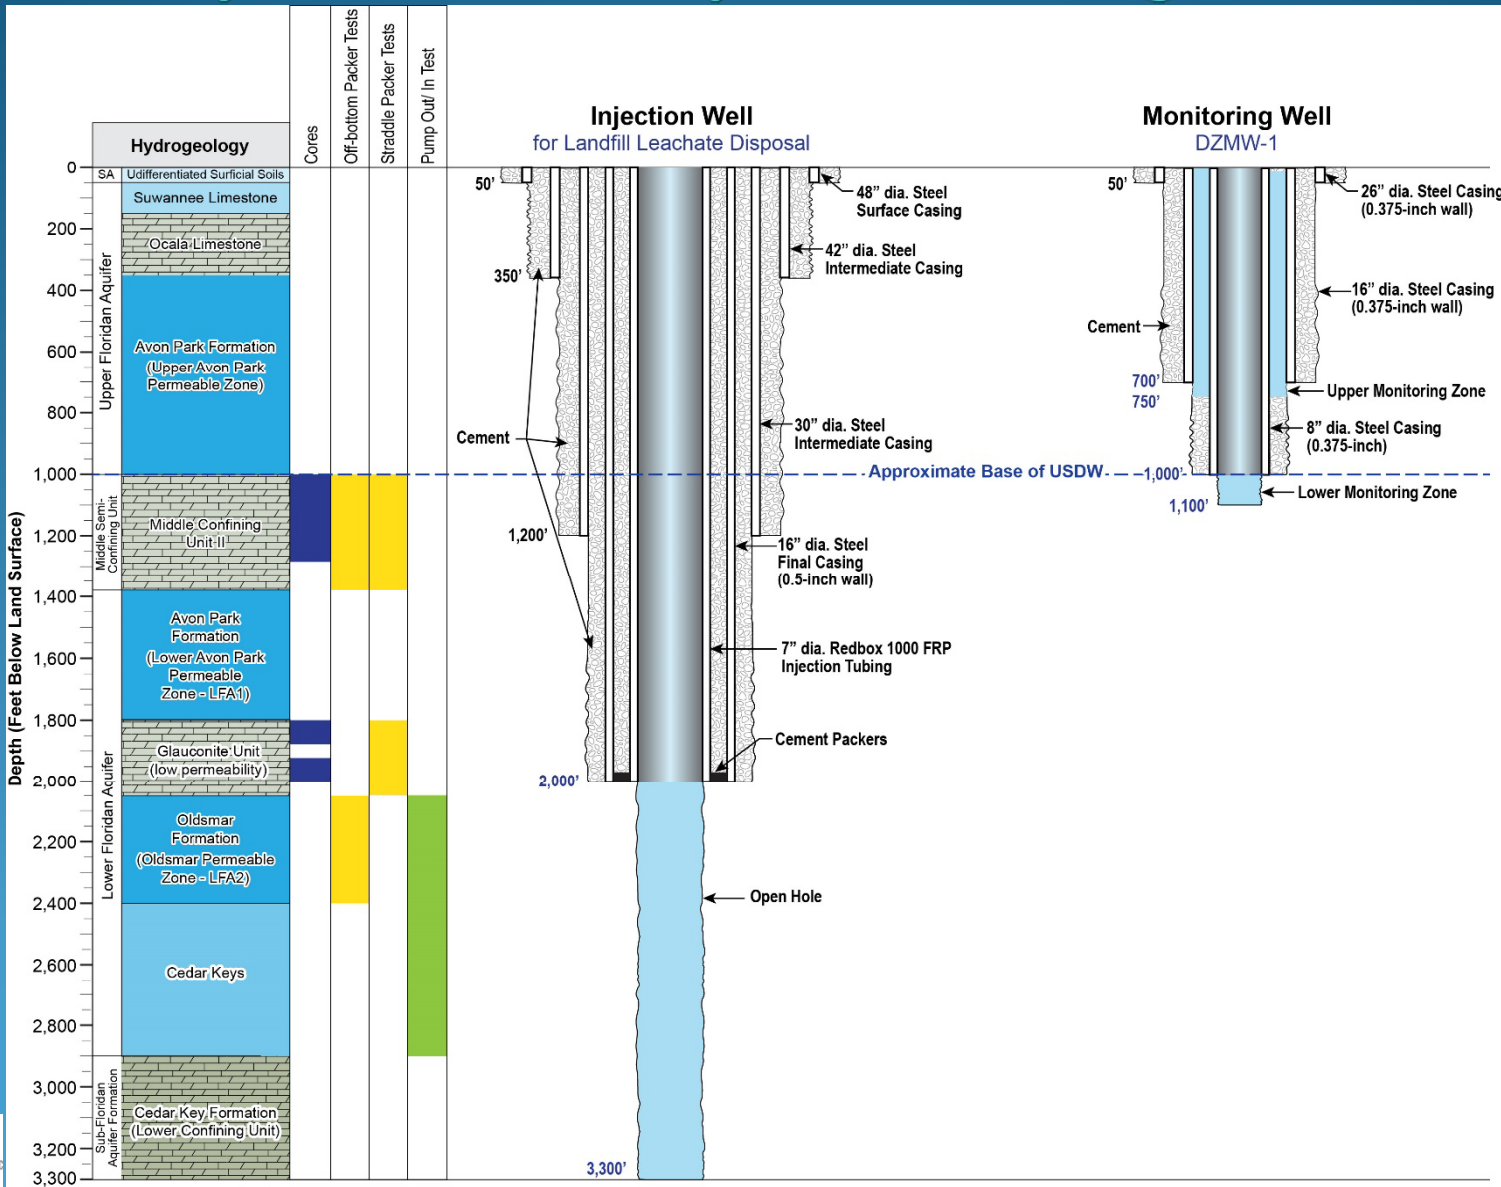 Cores
Off-bottom Packer Tests
Straddle Packer Tests
Pump Out/ In Test
Hydrogeology
Injection Well
for Landfill Leachate Disposal
Monitoring Well
DZMW-1
Depth (Feet Below Land Surface)
0
200
400
600
800
1,000
1,200
1,400
1,600
1,800
2,000
2,200
2,400
2,600
2,800
3,000
3,200
3,300
SA
Upper Floridan Aquifer
Middle Semi-
Confining Unit
Lower Floridan Aquifer
Sub-Floridan
Aquifer Formation
Udifferentiated Surficial Soils
Suwannee Limestone
Ocala Limestone
Avon Park Formation
(Upper Avon Park
Permeable Zone)
Middle Confining
Unit-II
Avon Park
Formation
(Lower Avon Park
Permeable
Zone - LFA1)
Glauconite Unit
(low permeability)
Oldsmar
Formation
(Oldsmar Permeable
Zone - LFA2)
Cedar Keys
Cedar Key Formation
(Lower Confining Unit)
50'
350'
Cement
1,200'
2,000'
3,300'
48” dia. Steel
Surface Casing
42” dia. Steel
Intermediate Casing
30” dia. Steel
Intermediate Casing
Approximate Base of USDW
16” dia. Steel
Final Casing
(0.5-inch wall)
7” dia. Redbox 1000 FRP
Injection Tubing
Cement Packers
Open Hole
50'
Cement
700'
750'
1,000'
1,100'
26” dia. Steel Casing
(0.375-inch wall)
16” dia. Steel Casing
(0.375-inch wall)
Upper Monitoring Zone
8” dia. Steel Casing
(0.375-inch)
Lower Monitoring Zone